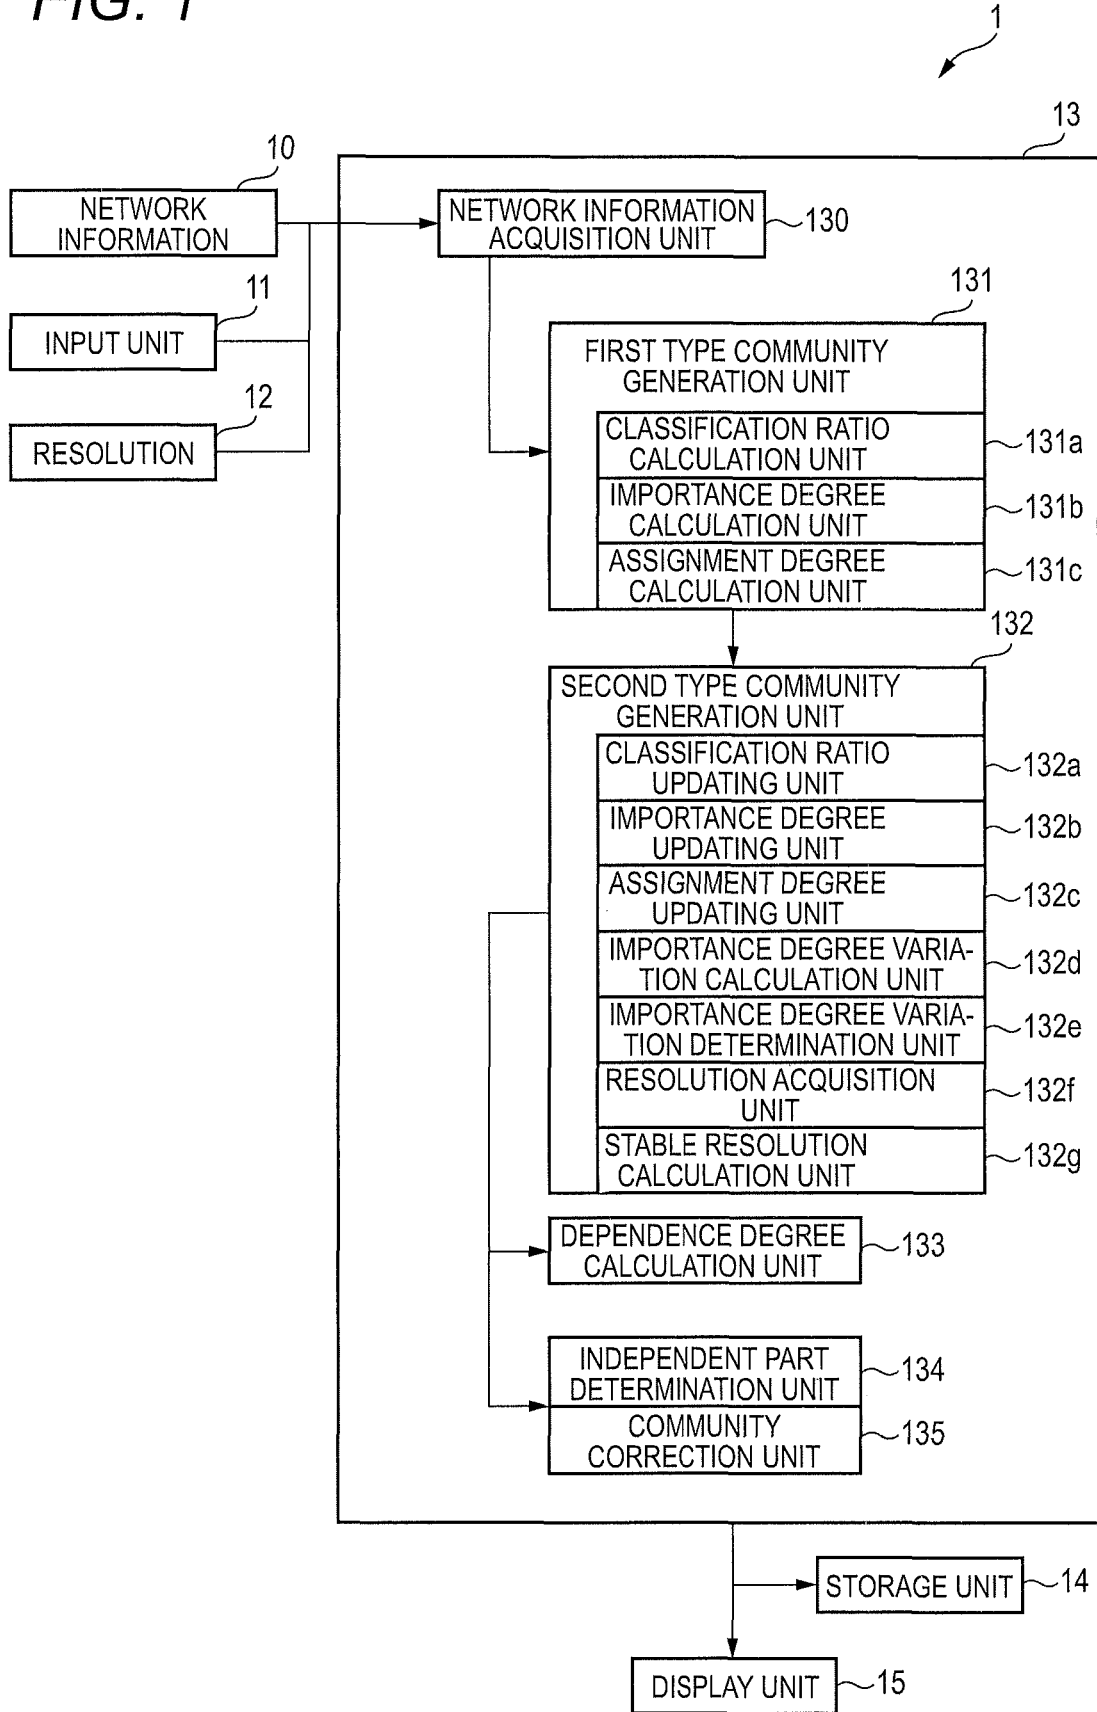 FIG. 1
1
13
10
NETWORK
INFORMATION
NETWORK INFORMATION
ACQUISITION UNIT
130
11
INPUT UNIT
12
RESOLUTION
131
FIRST TYPE COMMUNITY
GENERATION UNIT
CLASSIFICATION RATIO
CALCULATION UNIT
131a
IMPORTANCE DEGREE
CALCULATION UNIT
131b
ASSIGNMENT DEGREE
CALCULATION UNIT
131c
132
SECOND TYPE COMMUNITY
GENERATION UNIT
CLASSIFICATION RATIO
UPDATING UNIT
132a
IMPORTANCE DEGREE
UPDATING UNIT
132b
ASSIGNMENT DEGREE
UPDATING UNIT
132c
IMPORTANCE DEGREE VARIA-
TION CALCULATION UNIT
132d
IMPORTANCE DEGREE VARIA-
TION DETERMINATION UNIT
132e
RESOLUTION ACQUISITION
UNIT
132f
STABLE RESOLUTION
CALCULATION UNIT
132g
DEPENDENCE DEGREE
CALCULATION UNIT
133
INDEPENDENT PART
DETERMINATION UNIT
134
COMMUNITY
CORRECTION UNIT
135
STORAGE UNIT
14
DISPLAY UNIT
15